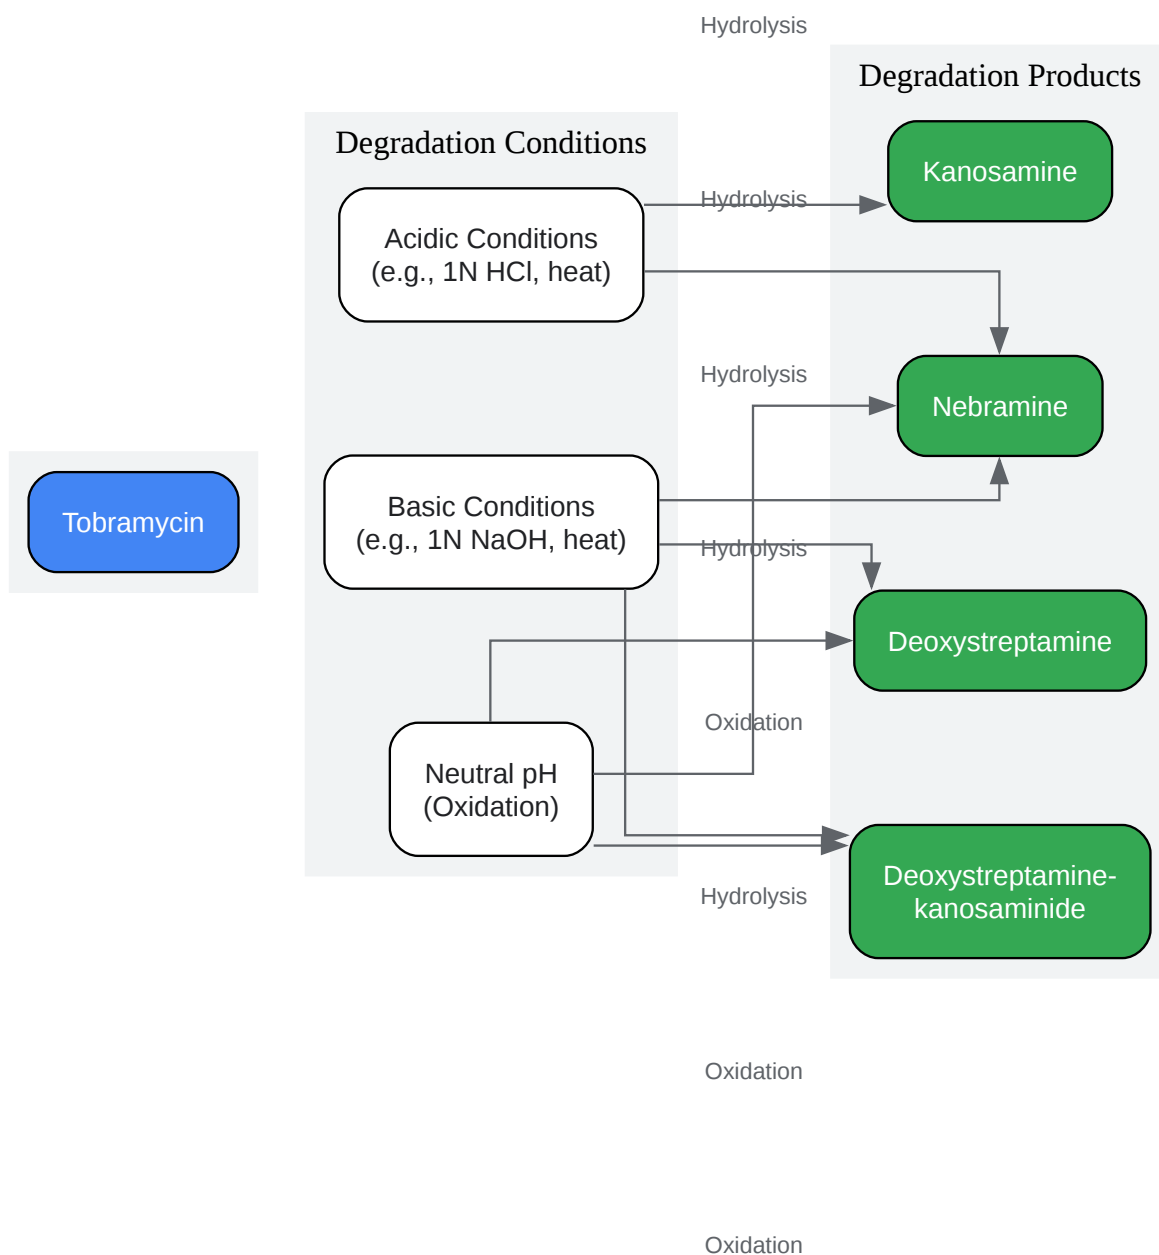 Hydrolysis
Degradation Products
Degradation Conditions
Kanosamine
Hydrolysis
Acidic Conditions
(e.g., 1N HCl, heat)
Hydrolysis
Nebramine
Tobramycin
Basic Conditions
(e.g., 1N NaOH, heat)
Hydrolysis
Deoxystreptamine
Oxidation
Neutral pH
(Oxidation)
Deoxystreptamine-
kanosaminide
Hydrolysis
Oxidation
Oxidation